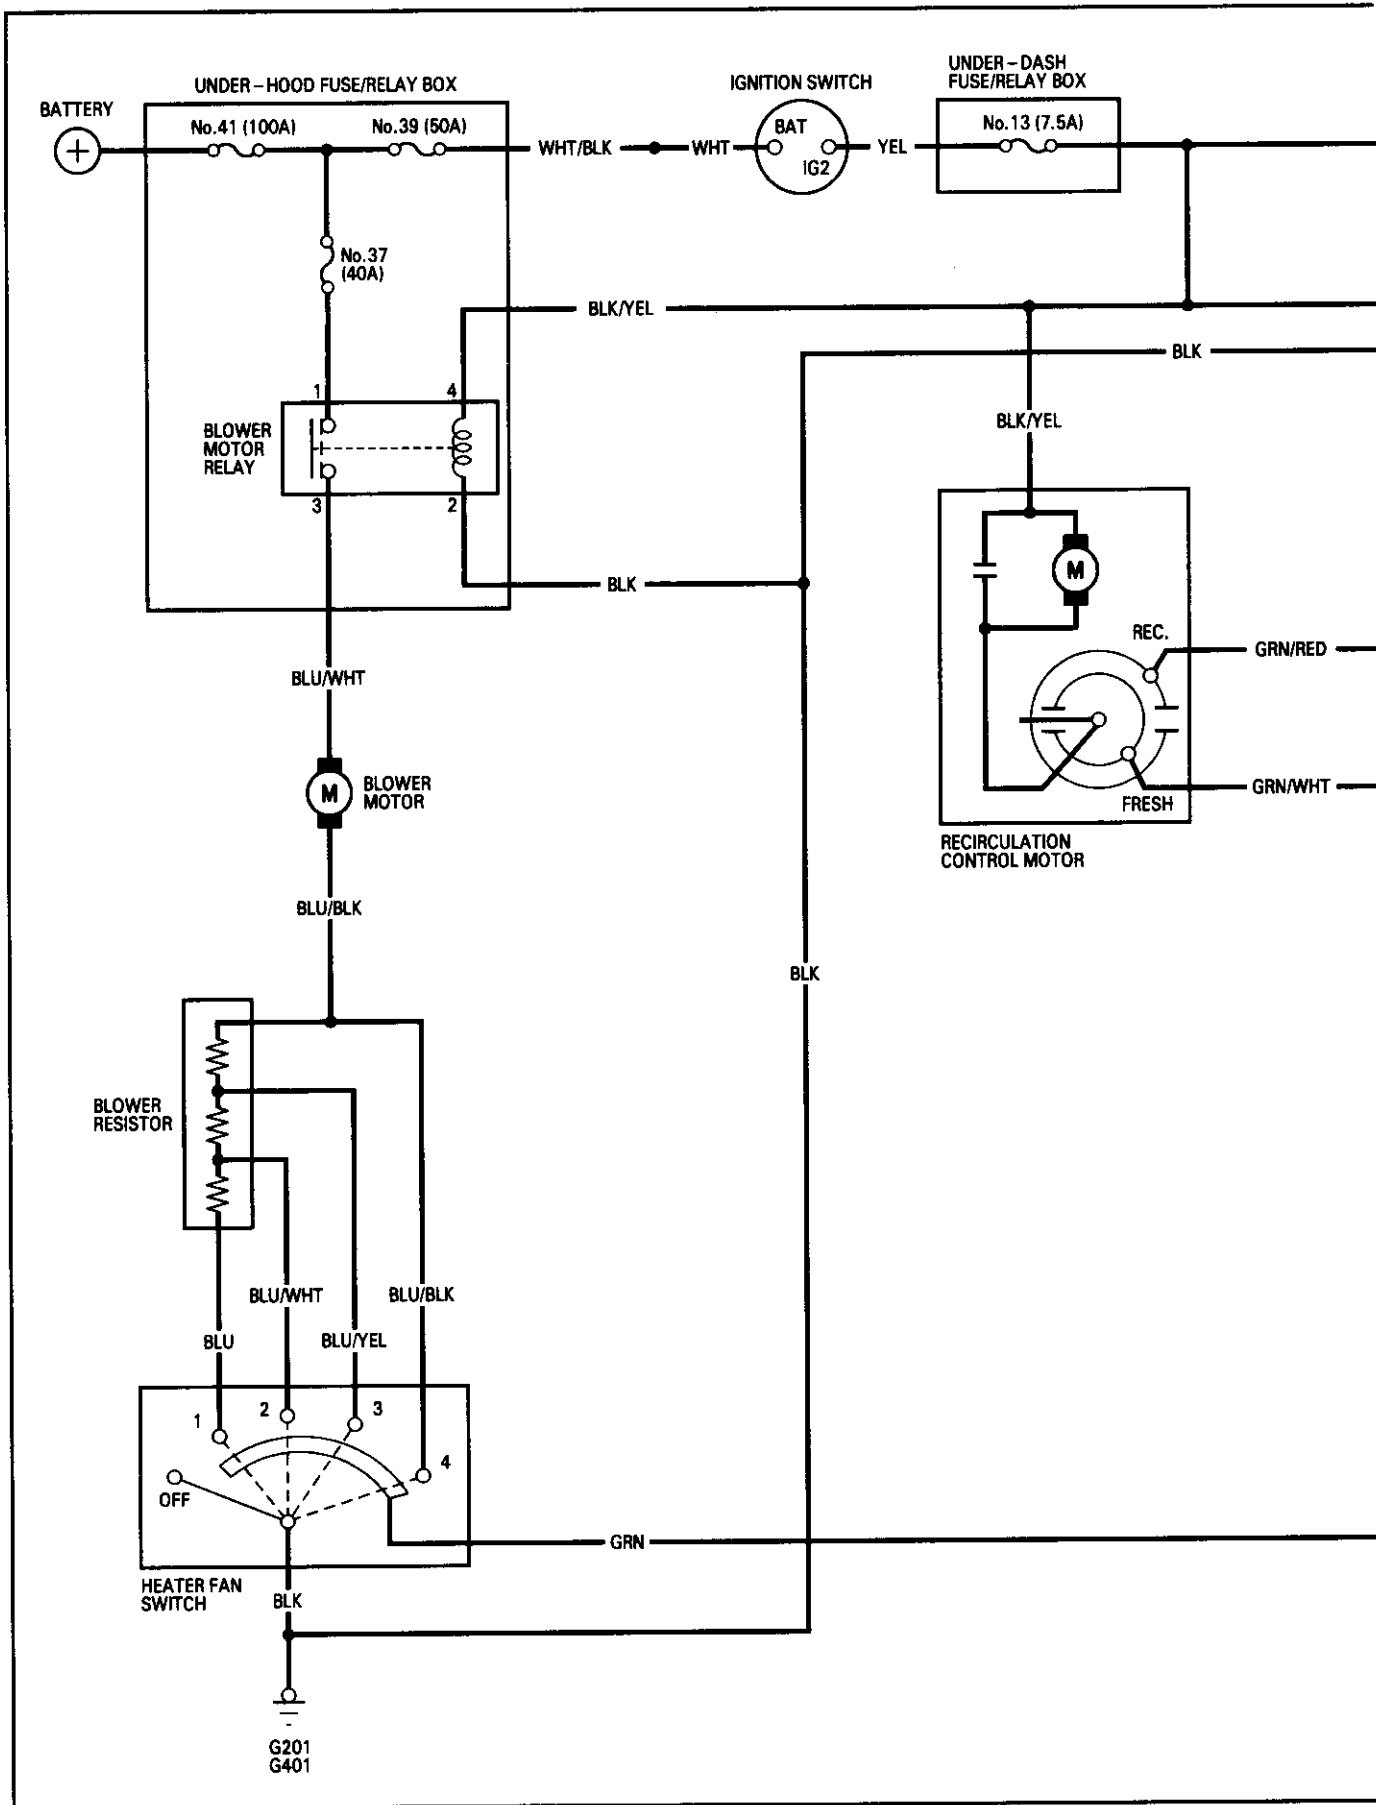 UNDER-HOOD FUSE/RELAY BOX
IGNITION SWITCH
UNDER-DASH
FUSE/RELAY BOX
BATTERY
+
No.41 (100A)
No.39 (50A)
WHT/BLK
WHT
BAT
IG2
YEL
No.13 (7.5A)
No.37
(40A)
BLK/YEL
BLK
1
4
BLOWER
MOTOR
RELAY
3
2
BLK/YEL
BLK
M
REC.
GRN/RED
FRESH
GRN/WHT
RECIRCULATION
CONTROL MOTOR
BLU/WHT
M
BLOWER
MOTOR
BLU/BLK
BLK
BLOWER
RESISTOR
BLU/WHT
BLU/BLK
BLU
BLU/YEL
1
2
3
4
OFF
GRN
HEATER FAN
SWITCH
BLK
G201
G401